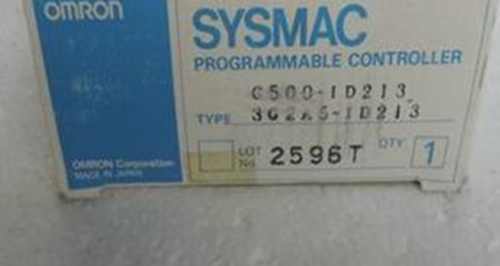 OMRON
SYSMAC
PROGRAMMABLE CONTROLLER
C500-ID213
TYPE 3G2A5-ID213
LOT No. 2596T QTY 1
OMRON Corporation
MADE IN JAPAN